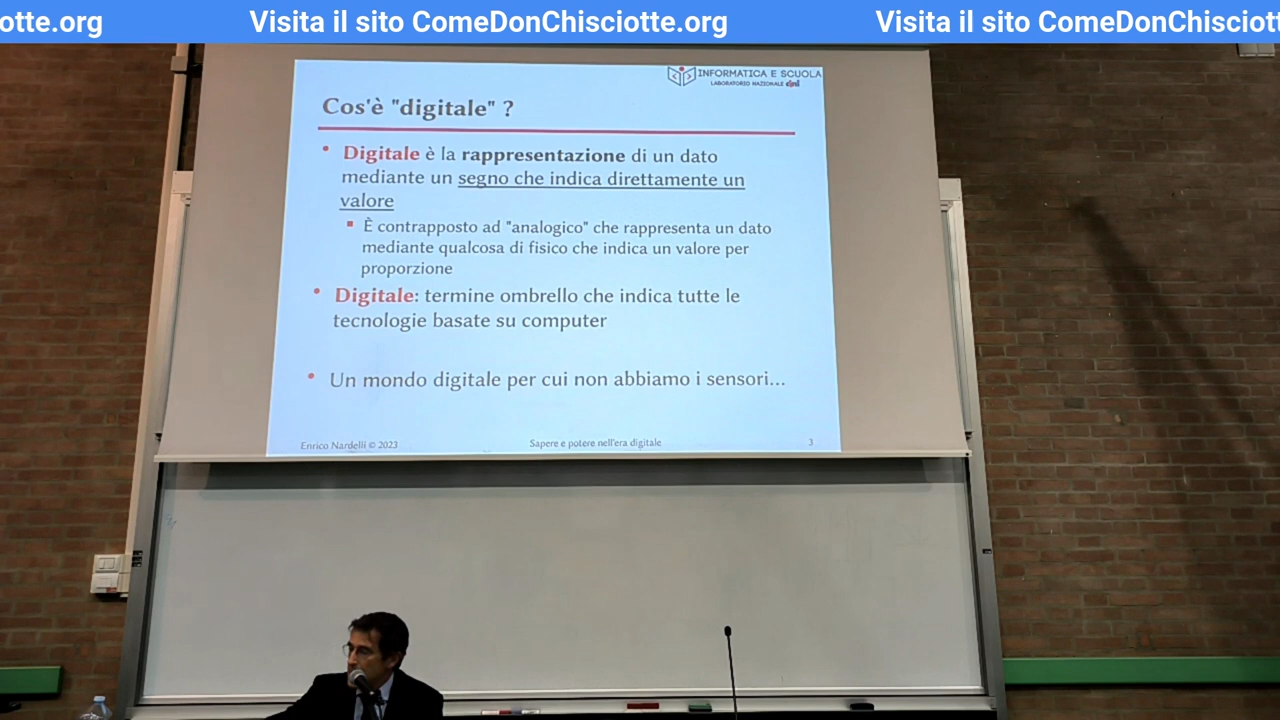 otte.org Visita il sito ComeDonChisciotte.org Visita il sito ComeDonChisciott
INFORMATICA E SCUOLA
LABORATORIO NAZIONALE cini
Cos'è "digitale" ?
• Digitale è la rappresentazione di un dato
mediante un segno che indica direttamente un
valore
▪ È contrapposto ad "analogico" che rappresenta un dato
mediante qualcosa di fisico che indica un valore per
proporzione
• Digitale: termine ombrello che indica tutte le
tecnologie basate su computer
• Un mondo digitale per cui non abbiamo i sensori...
Enrico Nardelli © 2023 Sapere e potere nell'era digitale 3